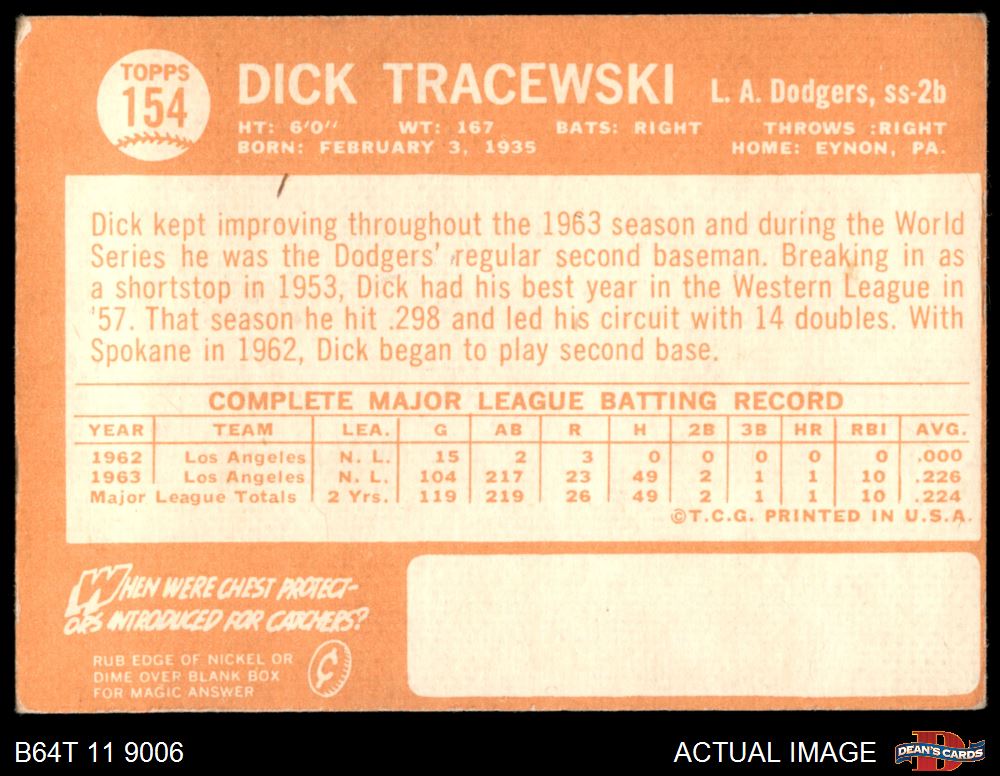 TOPPS
154
DICK TRACEWSKI L. A. Dodgers, ss-2b
HT: 6'0" WT: 167 BATS: RIGHT THROWS :RIGHT
BORN: FEBRUARY 3, 1935 HOME: EYNON, PA.
Dick kept improving throughout the 1963 season and during the World
Series he was the Dodgers' regular second baseman. Breaking in as
a shortstop in 1953, Dick had his best year in the Western League in
'57. That season he hit .298 and led his circuit with 14 doubles. With
Spokane in 1962, Dick began to play second base.
COMPLETE MAJOR LEAGUE BATTING RECORD
YEAR TEAM LEA. G AB R H 2B 3B HR RBI AVG.
1962 Los Angeles N. L. 15 2 3 0 0 0 0 0 .000
1963 Los Angeles N. L. 104 217 23 49 2 1 1 10 .226
Major League Totals 2 Yrs. 119 219 26 49 2 1 1 10 .224
©T.C.G. PRINTED IN U.S.A.
WHEN WERE CHEST PROTECT-
ORS INTRODUCED FOR CATCHERS?
RUB EDGE OF NICKEL OR
DIME OVER BLANK BOX
FOR MAGIC ANSWER
¢
B64T 11 9006 ACTUAL IMAGE D DEAN'S CARDS